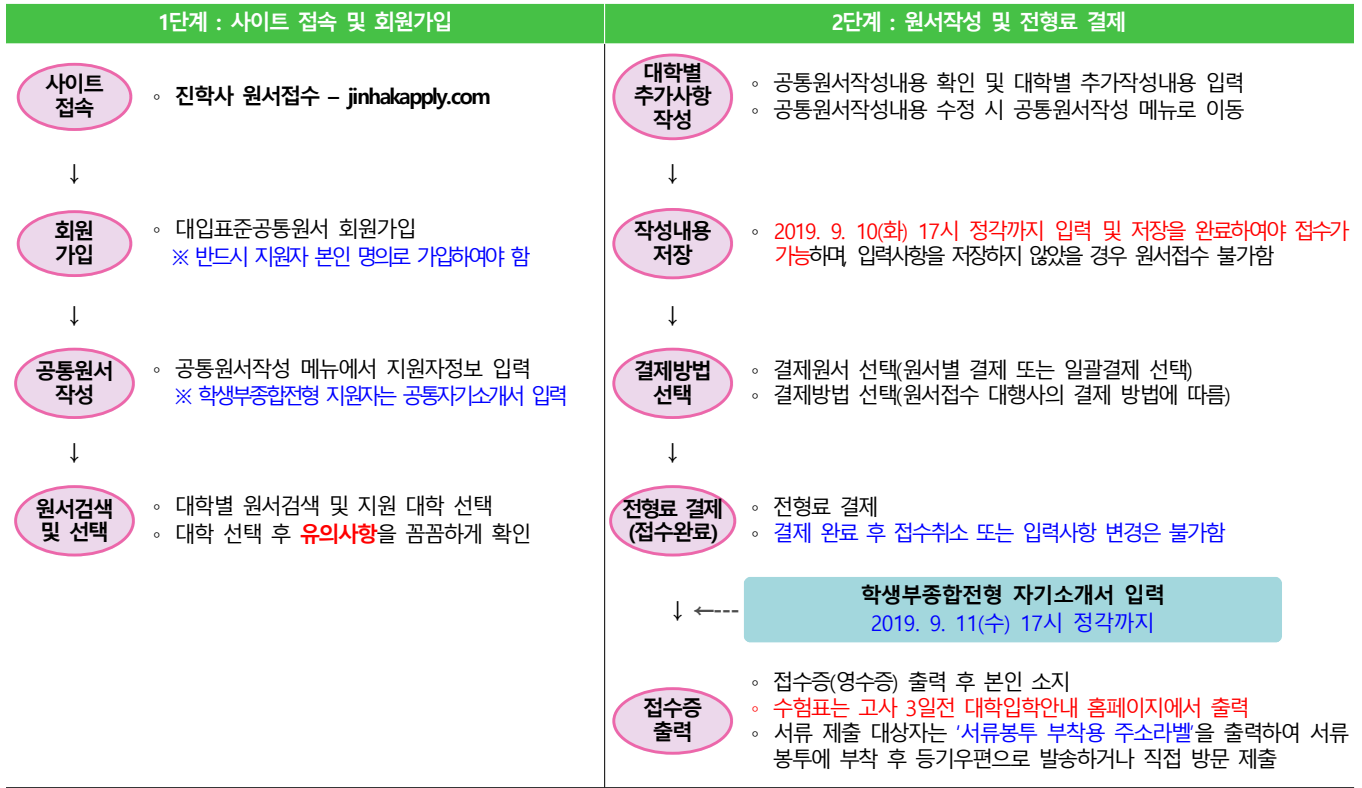 1단계 : 사이트 접속 및 회원가입
사이트
접속
◦ 진학사 원서접수 – jinhakapply.com
↓
회원
가입
◦ 대입표준공통원서 회원가입
※ 반드시 지원자 본인 명의로 가입하여야 함
↓
공통원서
작성
◦ 공통원서작성 메뉴에서 지원자정보 입력
※ 학생부종합전형 지원자는 공통자기소개서 입력
↓
원서검색
및 선택
◦ 대학별 원서검색 및 지원 대학 선택
◦ 대학 선택 후 유의사항을 꼼꼼하게 확인
2단계 : 원서작성 및 전형료 결제
대학별
추가사항
작성
◦ 공통원서작성내용 확인 및 대학별 추가작성내용 입력
◦ 공통원서작성내용 수정 시 공통원서작성 메뉴로 이동
↓
작성내용
저장
◦ 2019. 9. 10(화) 17시 정각까지 입력 및 저장을 완료하여야 접수가
가능하며, 입력사항을 저장하지 않았을 경우 원서접수 불가함
↓
결제방법
선택
◦ 결제원서 선택(원서별 결제 또는 일괄결제 선택)
◦ 결제방법 선택(원서접수 대행사의 결제 방법에 따름)
↓
전형료 결제
(접수완료)
◦ 전형료 결제
◦ 결제 완료 후 접수취소 또는 입력사항 변경은 불가함
↓ ←---
학생부종합전형 자기소개서 입력
2019. 9. 11(수) 17시 정각까지
접수증
출력
◦ 접수증(영수증) 출력 후 본인 소지
◦ 수험표는 고사 3일전 대학입학안내 홈페이지에서 출력
◦ 서류 제출 대상자는 '서류봉투 부착용 주소라벨'을 출력하여 서류
봉투에 부착 후 등기우편으로 발송하거나 직접 방문 제출